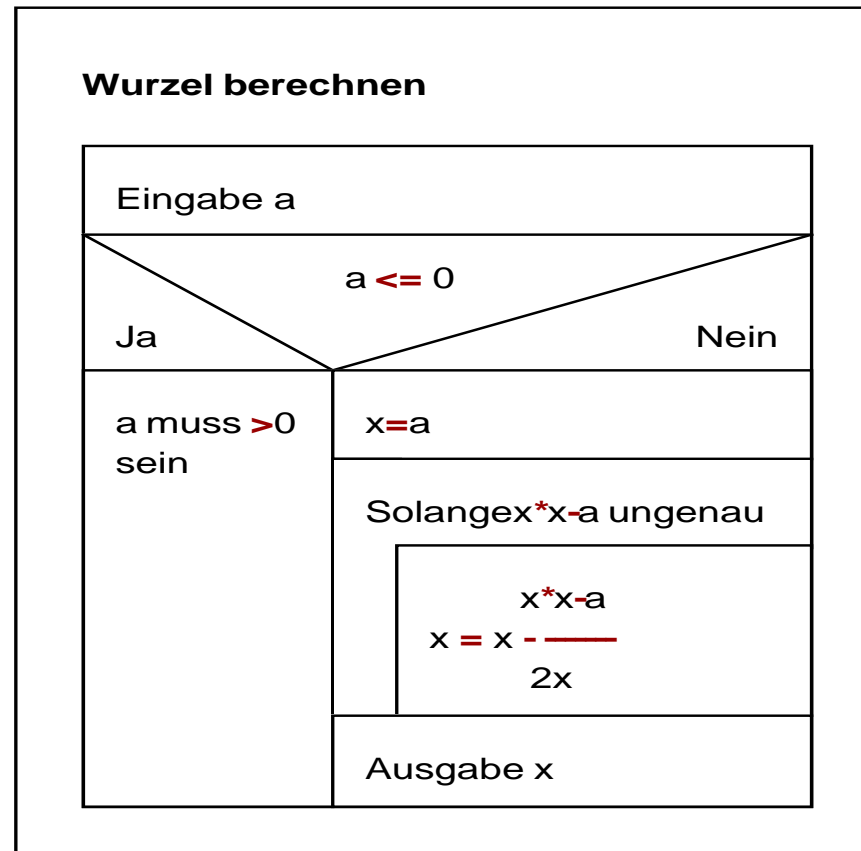 Wurzel berechnen
Eingabe a
a <= 0
Ja
Nein
a muss >0
sein
x=a
Solangex*x-a ungenau
x*x-a
x = x - ———
2x
Ausgabe x